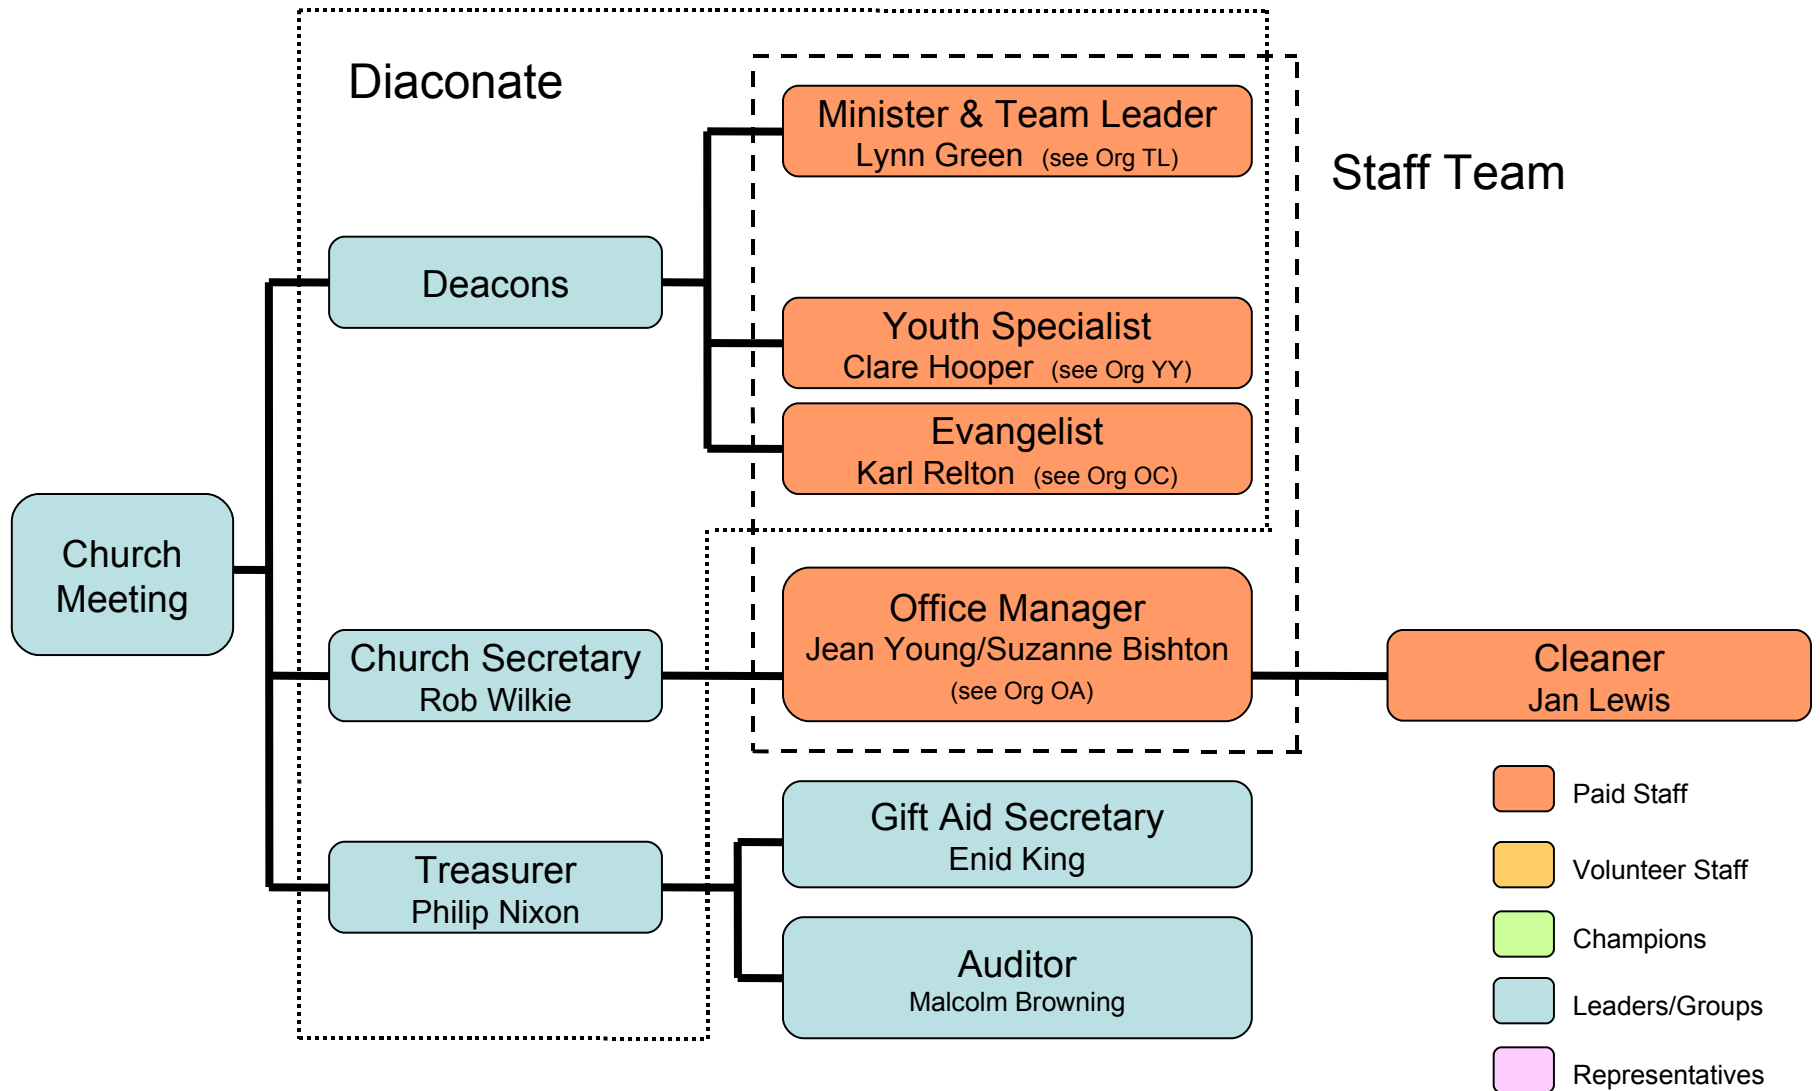 Diaconate
Staff Team
Minister & Team Leader
Lynn Green (see Org TL)
Deacons
Youth Specialist
Clare Hooper (see Org YY)
Evangelist
Karl Relton (see Org OC)
Church
Meeting
Church Secretary
Rob Wilkie
Office Manager
Jean Young/Suzanne Bishton
(see Org OA)
Cleaner
Jan Lewis
Treasurer
Philip Nixon
Gift Aid Secretary
Enid King
Auditor
Malcolm Browning
Paid Staff
Volunteer Staff
Champions
Leaders/Groups
Representatives